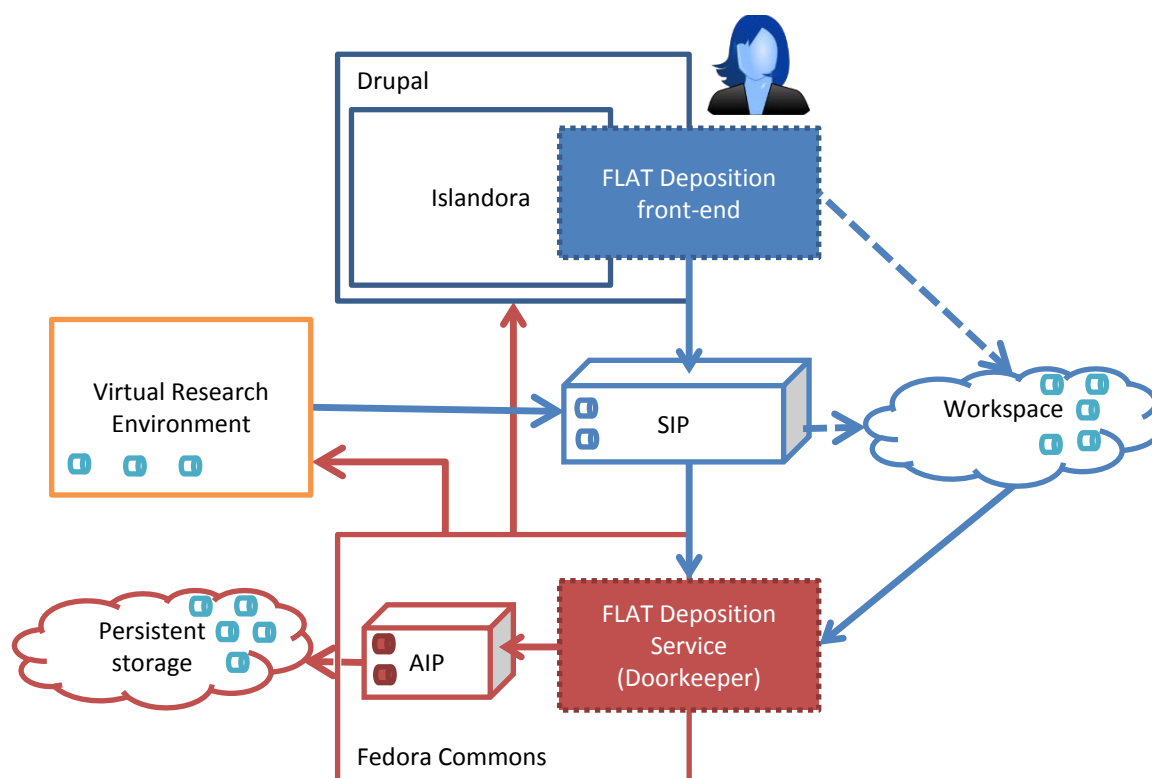 Drupal
Islandora
FLAT Deposition
front-end
Virtual Research
Environment
SIP
Workspace
Persistent
storage
AIP
FLAT Deposition
Service
(Doorkeeper)
Fedora Commons